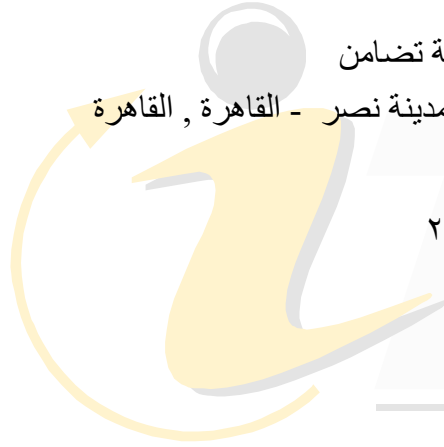 ة تضامن
مدينة نصر - القاهرة , القاهرة
٢